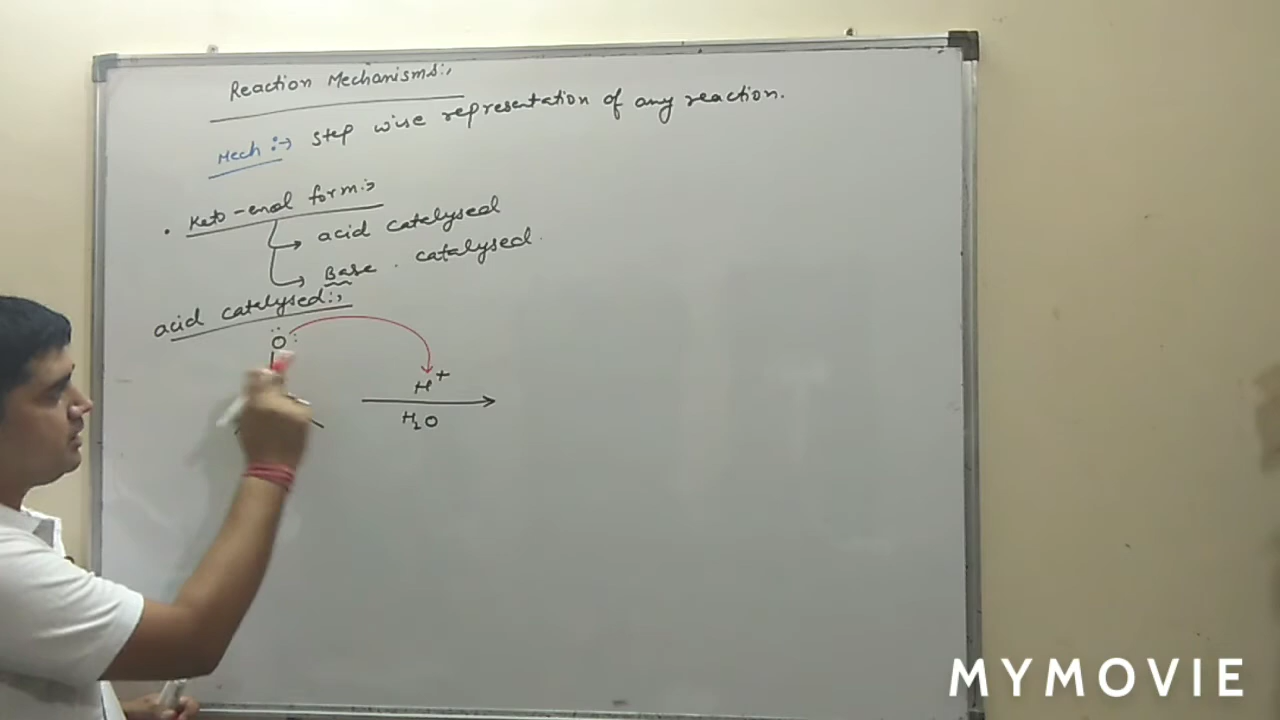 Reaction Mechanisms:,
Mech :→ step wise representation of any reaction.
• Keto-enol form:→
→ acid catalysed
→ Base. catalysed.
acid catalysed:,
O
H+
H2O
MYMOVIE